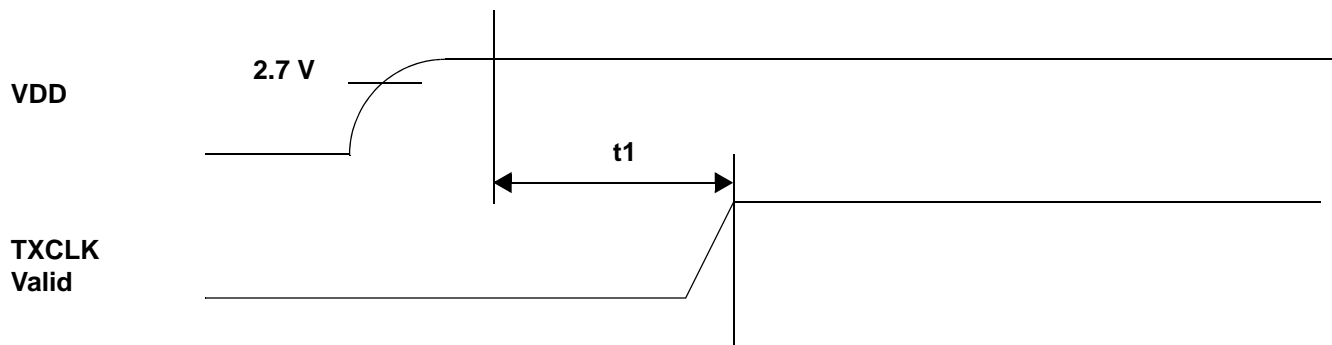 2.7 V
VDD
t1
TXCLK
Valid